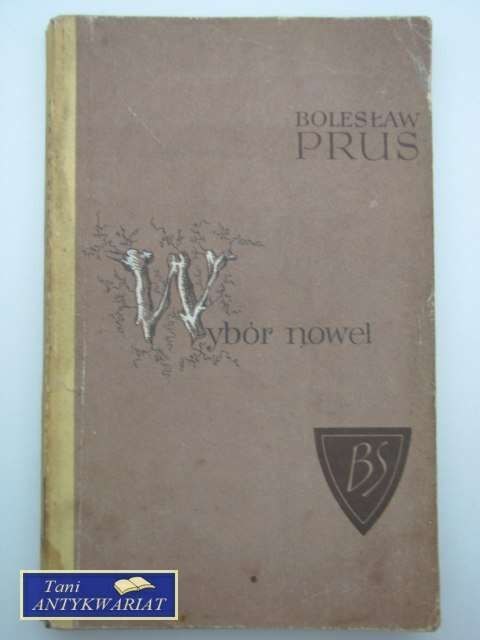 BOLESŁAW
PRUS
Wybór nowel
BS
Tani
ANTYKWARIAT